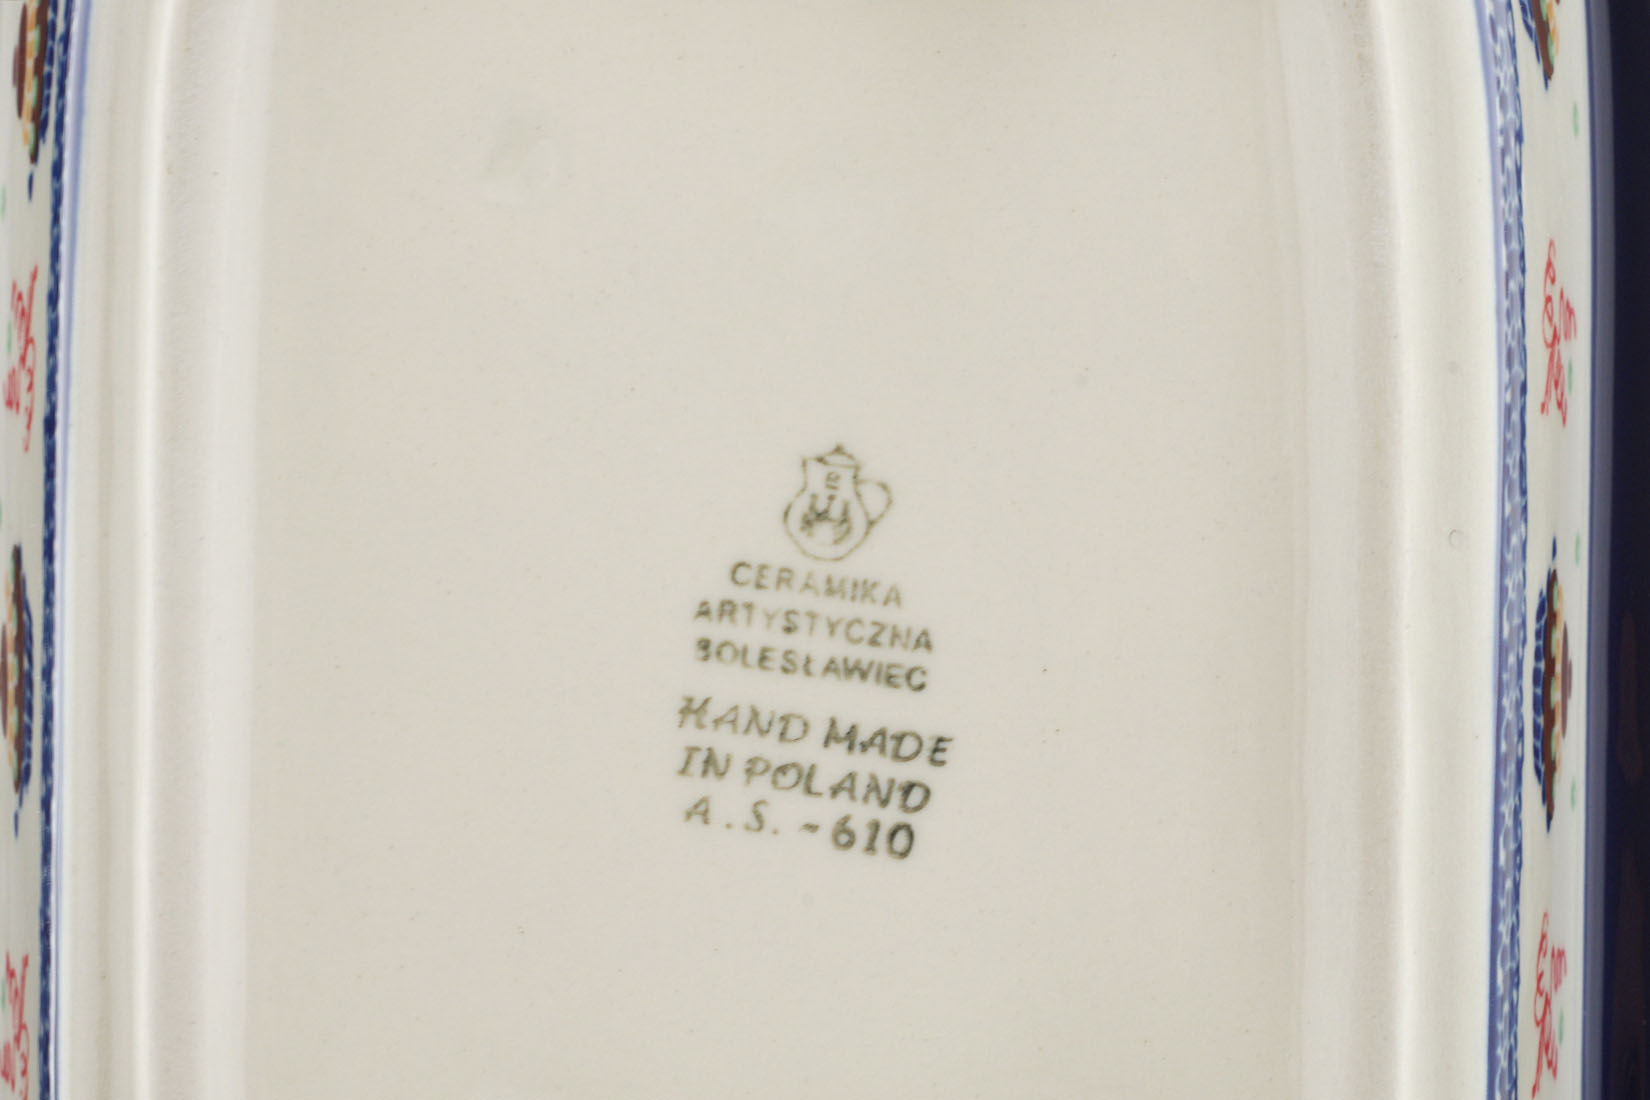 CERAMIKA
ARTYSTYCZNA
BOLESŁAWIEC
HAND MADE
IN POLAND
A.S. - 610